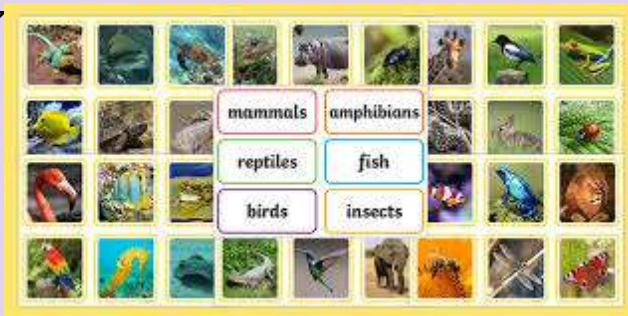 mammals
amphibians
reptiles
fish
birds
insects